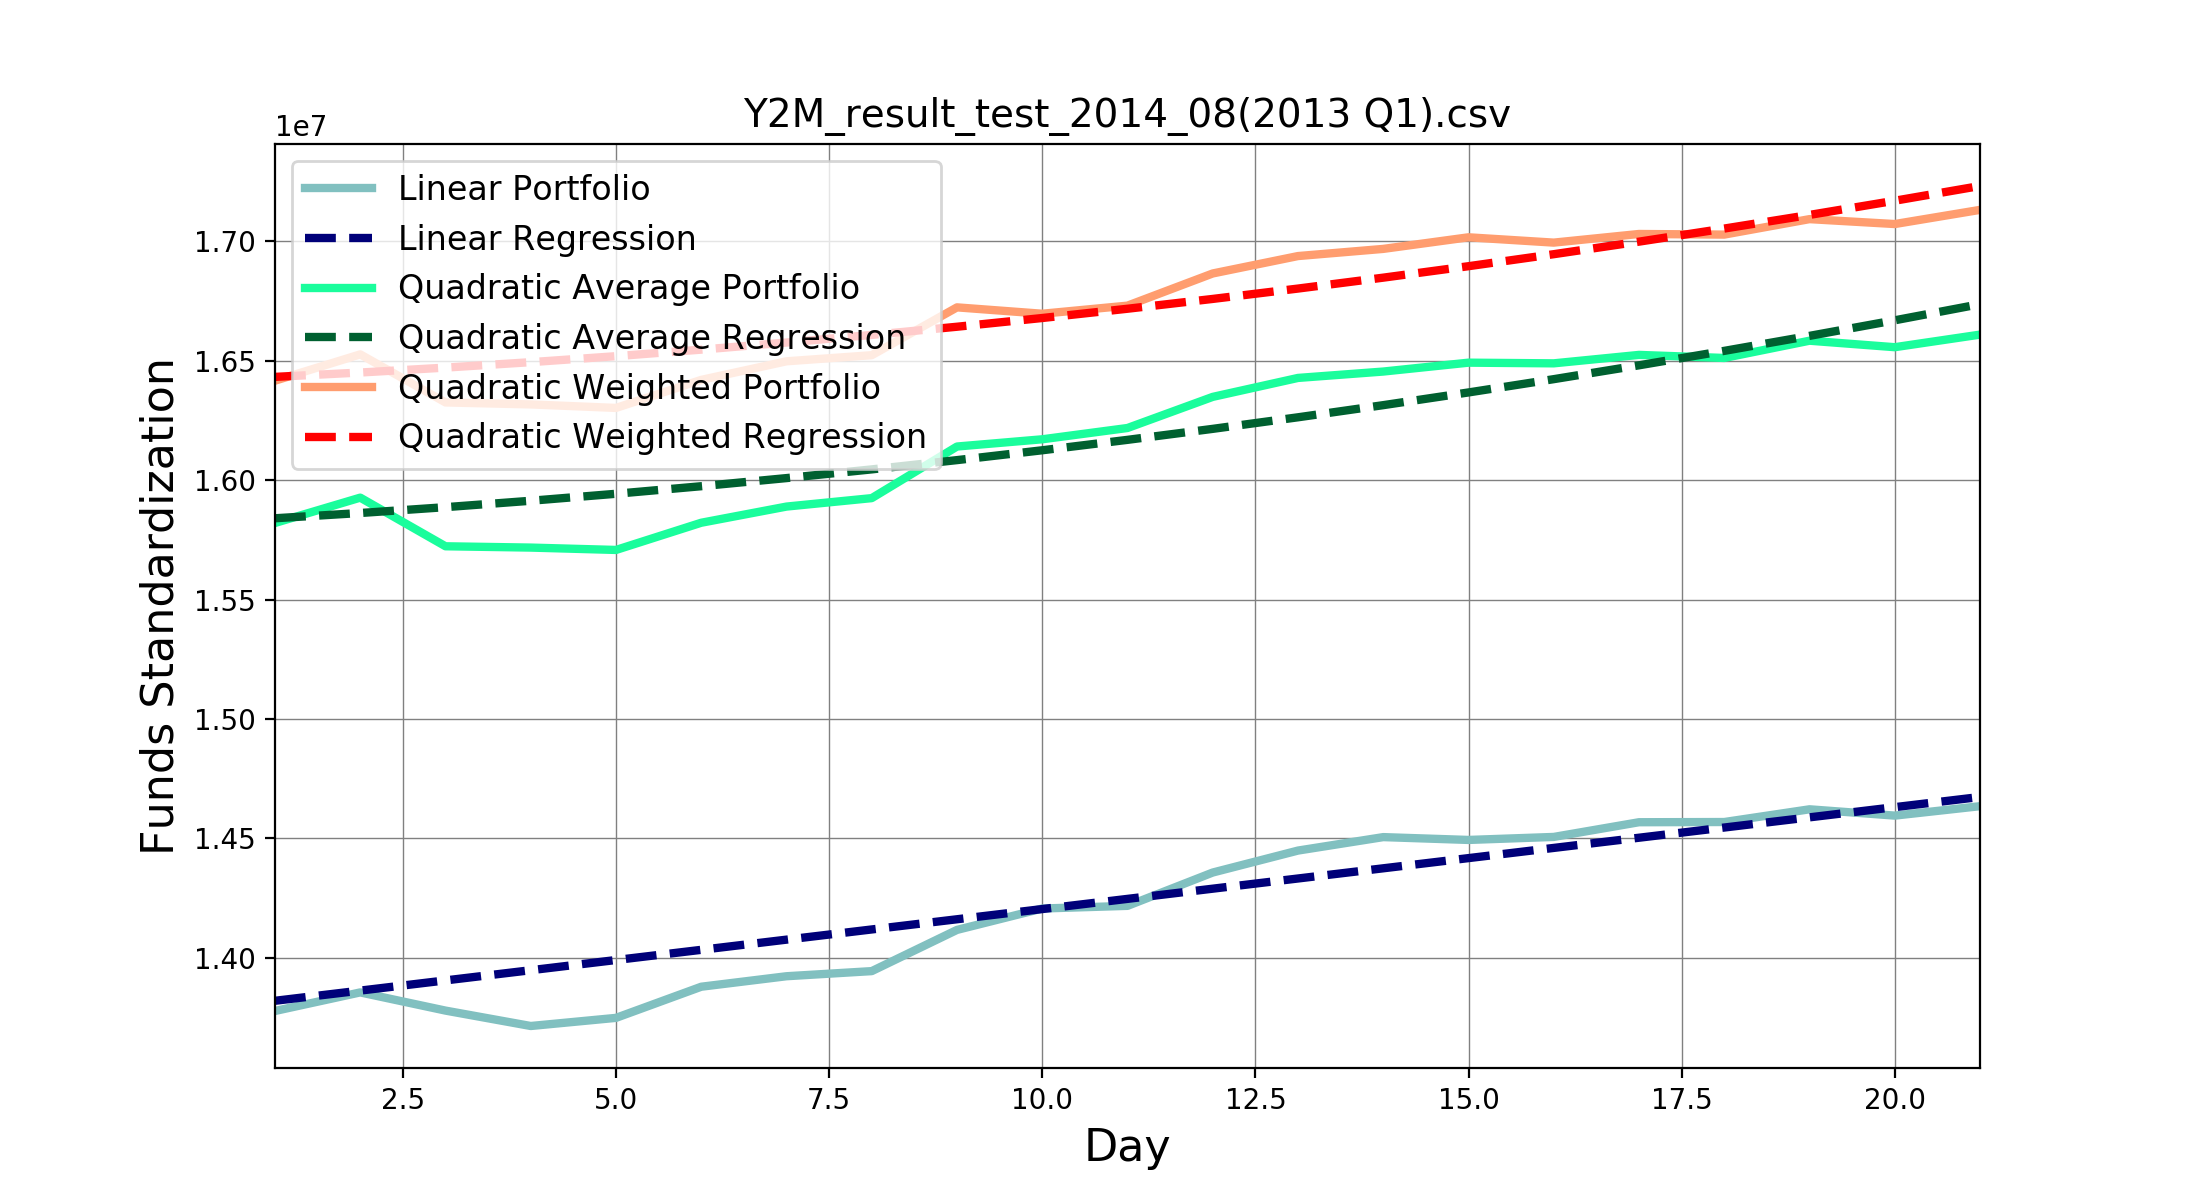 Y2M_result_test_2014_08(2013 Q1).csv
1e7
Linear Portfolio
Linear Regression
Quadratic Average Portfolio
Quadratic Average Regression
Quadratic Weighted Portfolio
Quadratic Weighted Regression
1.70
1.65
1.60
1.55
1.50
1.45
1.40
Funds Standardization
2.5 5.0 7.5 10.0 12.5 15.0 17.5 20.0
Day